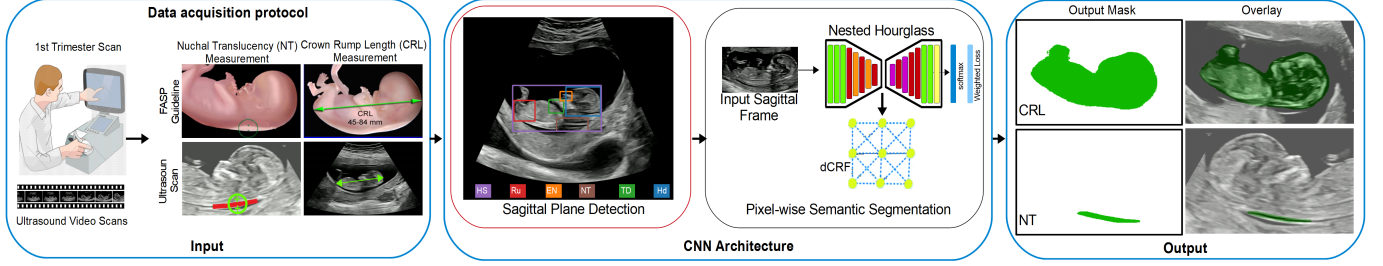 Data acquisition protocol
1st Trimester Scan
Nuchal Translucency (NT)
Measurement
Crown Rump Length (CRL)
Measurement
FASP
Guideline
CRL
45-84 mm
Ultrasoun
Scan
Ultrasound Video Scans
Input
HS
Ru
EN
NT
TD
Hd
Sagittal Plane Detection
Nested Hourglass
Input Sagittal
Frame
softmax
Weighted Loss
dCRF
Pixel-wise Semantic Segmentation
CNN Architecture
Output Mask
Overlay
CRL
NT
Output